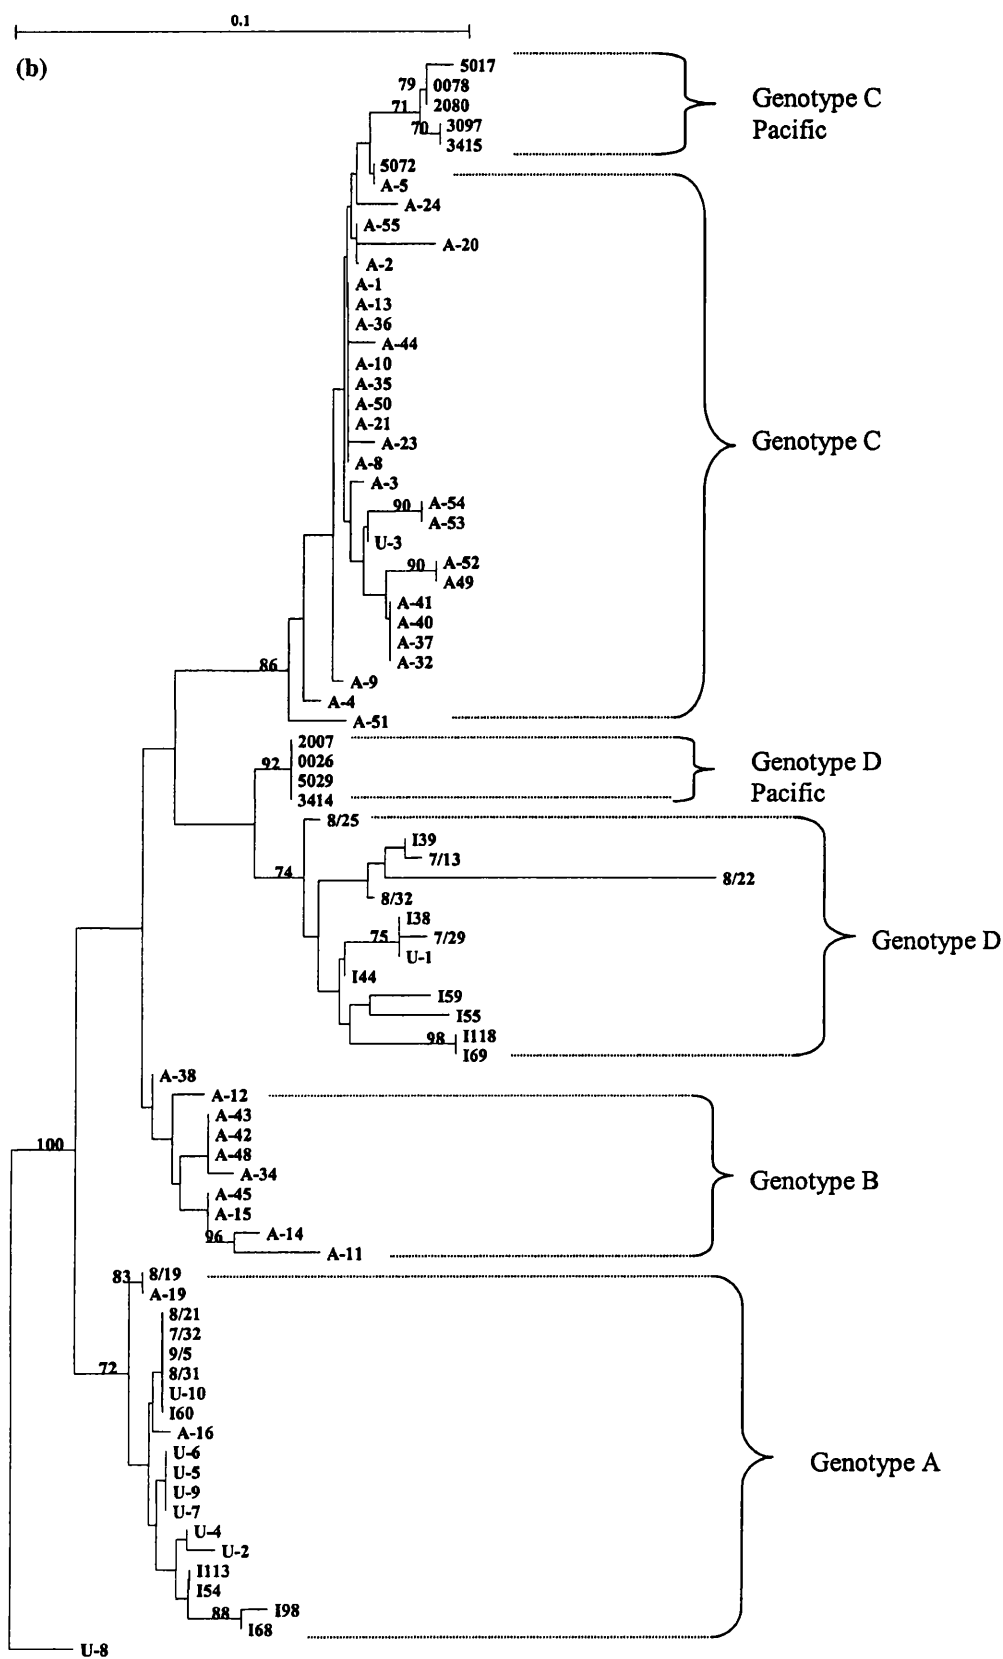 0.1
(b)
5017
79
0078
71
2080
70
3097
3415
Genotype C
Pacific
5072
A-5
A-24
A-55
A-20
A-2
A-1
A-13
A-36
A-44
A-10
A-35
A-50
A-21
A-23
A-8
A-3
90
A-54
A-53
U-3
90
A-52
A49
A-41
A-40
A-37
A-32
86
A-9
A-4
A-51
Genotype C
2007
92
0026
5029
3414
Genotype D
Pacific
8/25
I39
7/13
74
8/22
8/32
I38
75
7/29
U-1
I44
I59
I55
98
I118
I69
Genotype D
A-38
A-12
A-43
A-42
100
A-48
A-34
A-45
A-15
96
A-14
A-11
Genotype B
83
8/19
A-19
8/21
7/32
9/5
72
8/31
U-10
I60
A-16
U-6
U-5
U-9
U-7
U-4
U-2
I113
I54
88
I98
I68
Genotype A
U-8